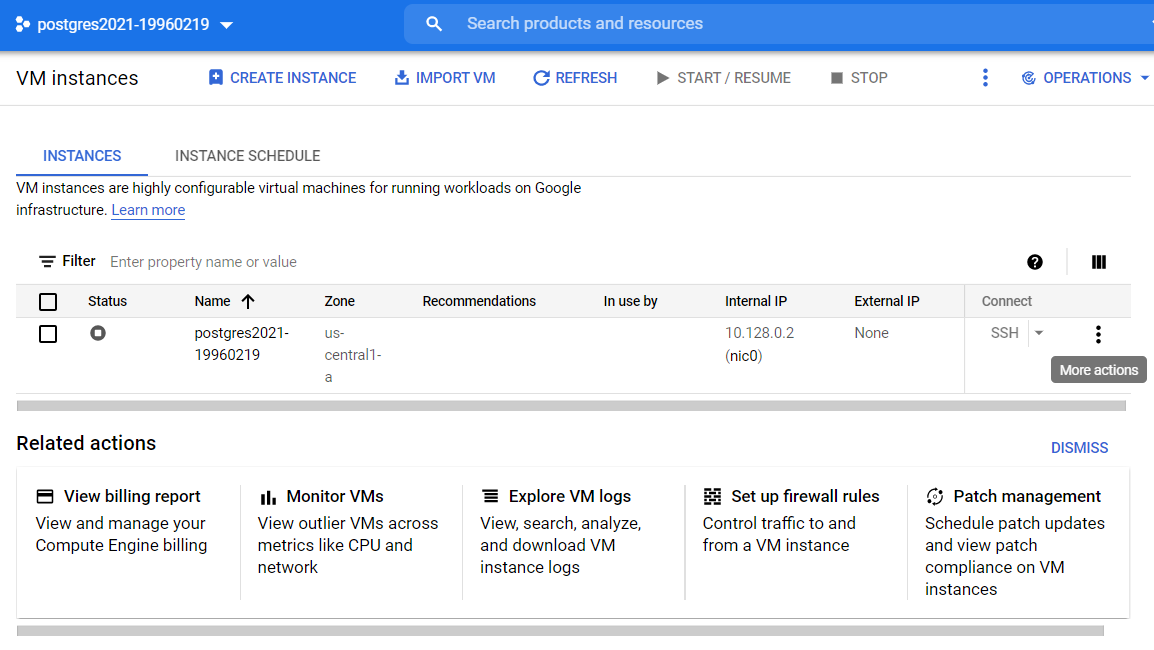 postgres2021-19960219
Search products and resources
VM instances
CREATE INSTANCE
IMPORT VM
REFRESH
START / RESUME
STOP
OPERATIONS
INSTANCES
INSTANCE SCHEDULE
VM instances are highly configurable virtual machines for running workloads on Google
infrastructure. Learn more
Filter Enter property name or value
Status Name Zone Recommendations In use by Internal IP External IP Connect
postgres2021-
19960219
us-
central1-
a
10.128.0.2
(nic0)
None
SSH
More actions
Related actions
DISMISS
View billing report
View and manage your
Compute Engine billing
Monitor VMs
View outlier VMs across
metrics like CPU and
network
Explore VM logs
View, search, analyze,
and download VM
instance logs
Set up firewall rules
Control traffic to and
from a VM instance
Patch management
Schedule patch updates
and view patch
compliance on VM
instances